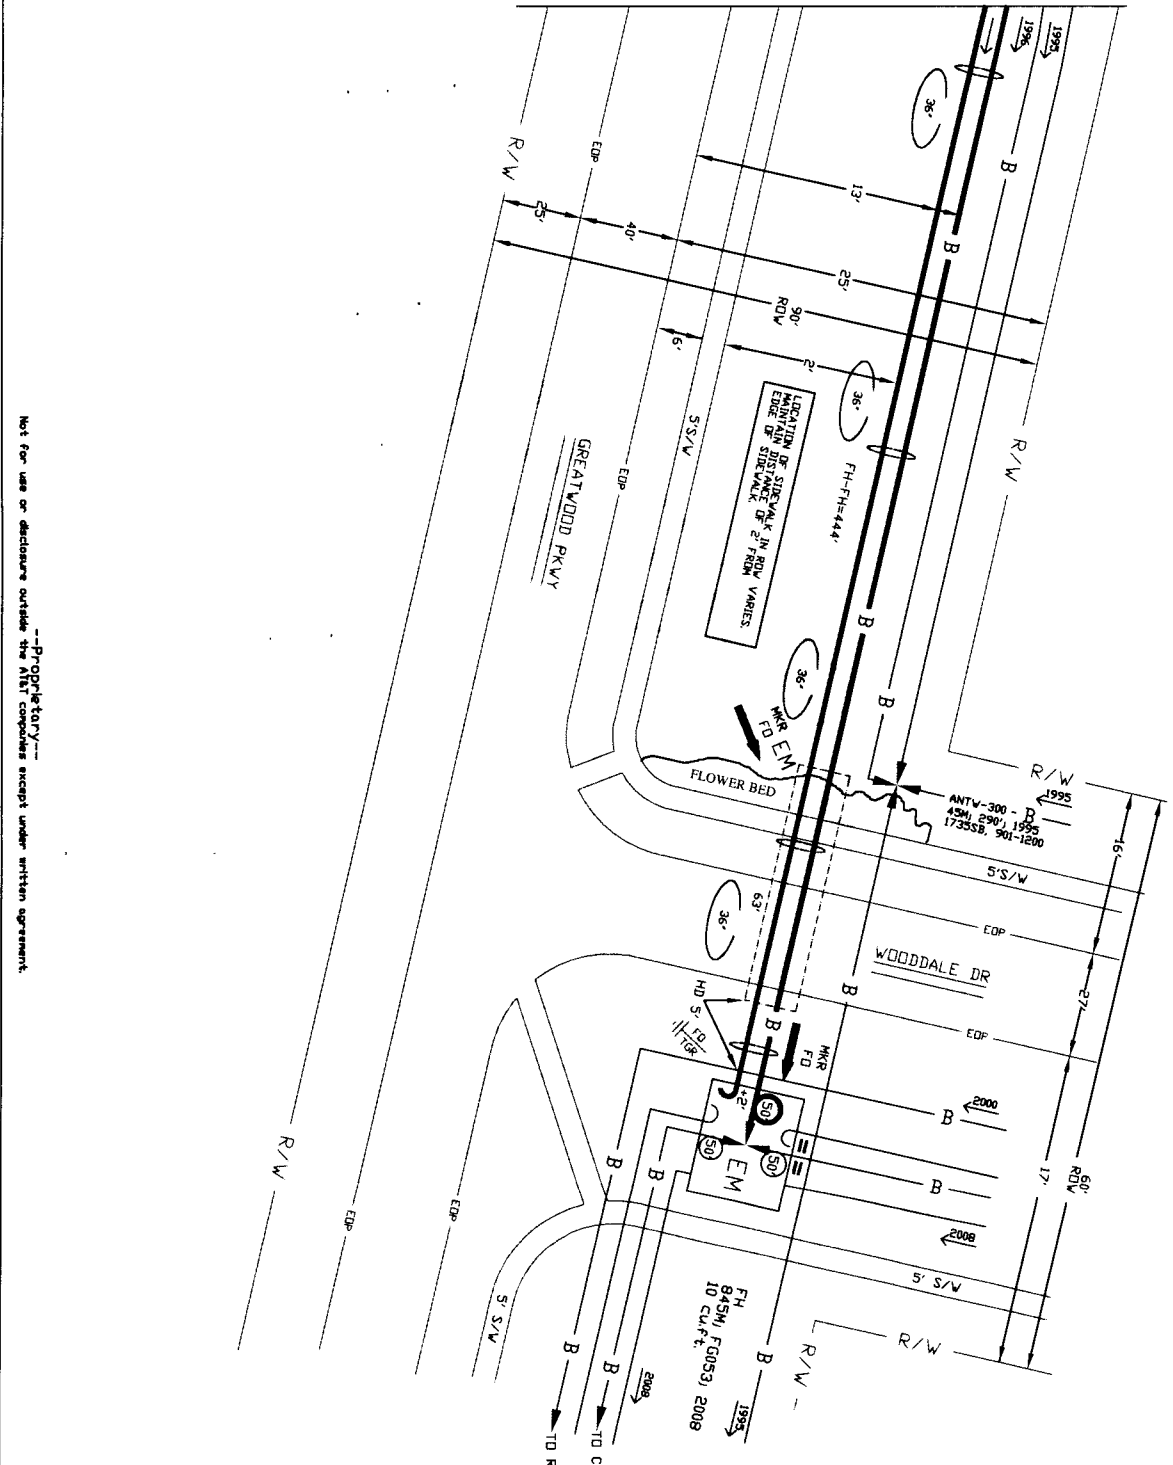 1996
1995
36"
B
R/W
EOP
13'
B
25'
40'
25'
90'
ROW
6'
2'
36"
R/W
5'S/W
LOCATION OF SIDEWALK IN ROW VARIES.
MAINTAIN DISTANCE OF 2' FROM
EDGE OF SIDEWALK.
GREATWOOD PKWY
EOP
FH-FH=444'
B
36"
B
MKR
FO
EM
FLOWER BED
R/W
1995
ANTW-300 - B
45M; 290'; 1995
1735SB, 901-1200
16'
5'S/W
63'
36"
EOP
WOODDALE DR
27'
B
HD 5'
FO
TGR
B
MKR
FO
EOP
2000
B
+2'
50'
50'
50'
EM
B
60'
ROW
17'
B
B
2008
R/W
EOP
EOP
5' S/W
5' S/W
FH
845M; FG053; 2008
10 cu.ft.
R/W
R/W
B
B
B
2008
1995
TO C
TO R
--Proprietary--
Not for use or disclosure outside the AT&T companies except under written agreement.